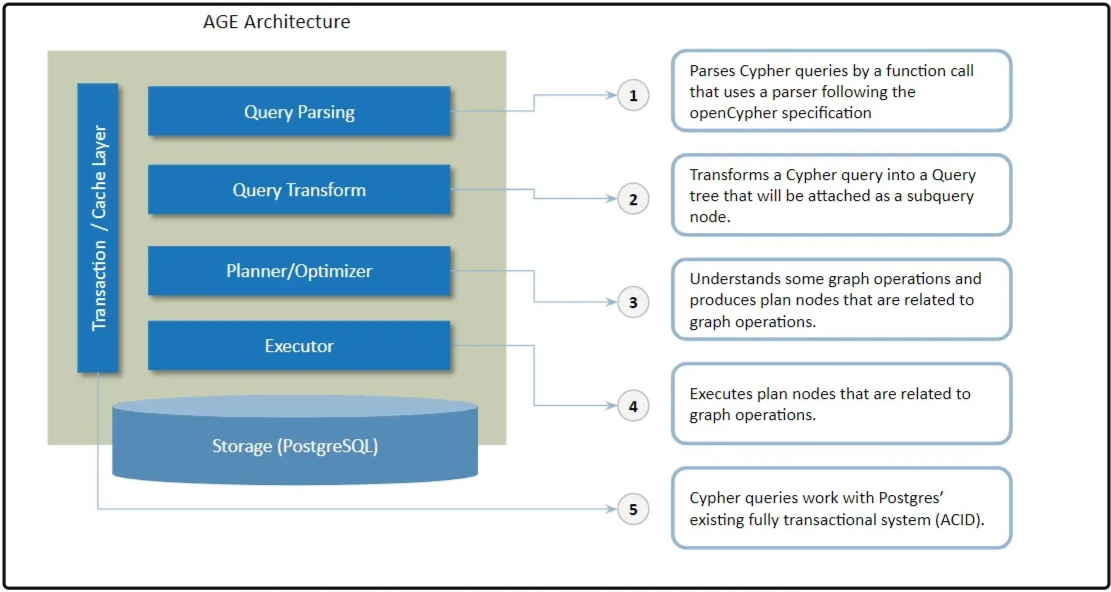 AGE Architecture
Transaction / Cache Layer
Query Parsing
Query Transform
Planner/Optimizer
Executor
Storage (PostgreSQL)
1
Parses Cypher queries by a function call
that uses a parser following the
openCypher specification
2
Transforms a Cypher query into a Query
tree that will be attached as a subquery
node.
3
Understands some graph operations and
produces plan nodes that are related to
graph operations.
4
Executes plan nodes that are related to
graph operations.
5
Cypher queries work with Postgres’
existing fully transactional system (ACID).